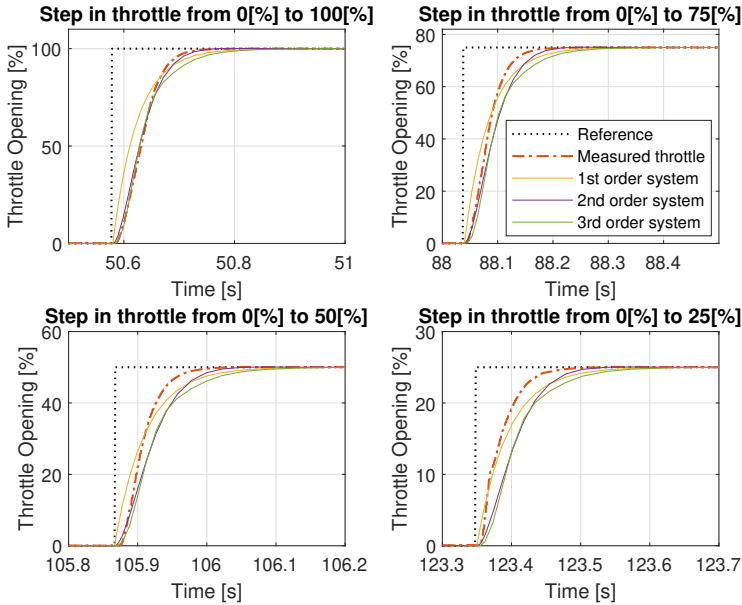 Step in throttle from 0[%] to 100[%]
Throttle Opening [%]
100
50
0
50.6
50.8
51
Time [s]
Step in throttle from 0[%] to 75[%]
Throttle Opening [%]
80
60
40
20
0
88
88.1
88.2
88.3
88.4
Time [s]
Reference
Measured throttle
1st order system
2nd order system
3rd order system
Step in throttle from 0[%] to 50[%]
Throttle Opening [%]
60
40
20
0
105.8
105.9
106
106.1
106.2
Time [s]
Step in throttle from 0[%] to 25[%]
Throttle Opening [%]
30
20
10
0
123.3
123.4
123.5
123.6
123.7
Time [s]